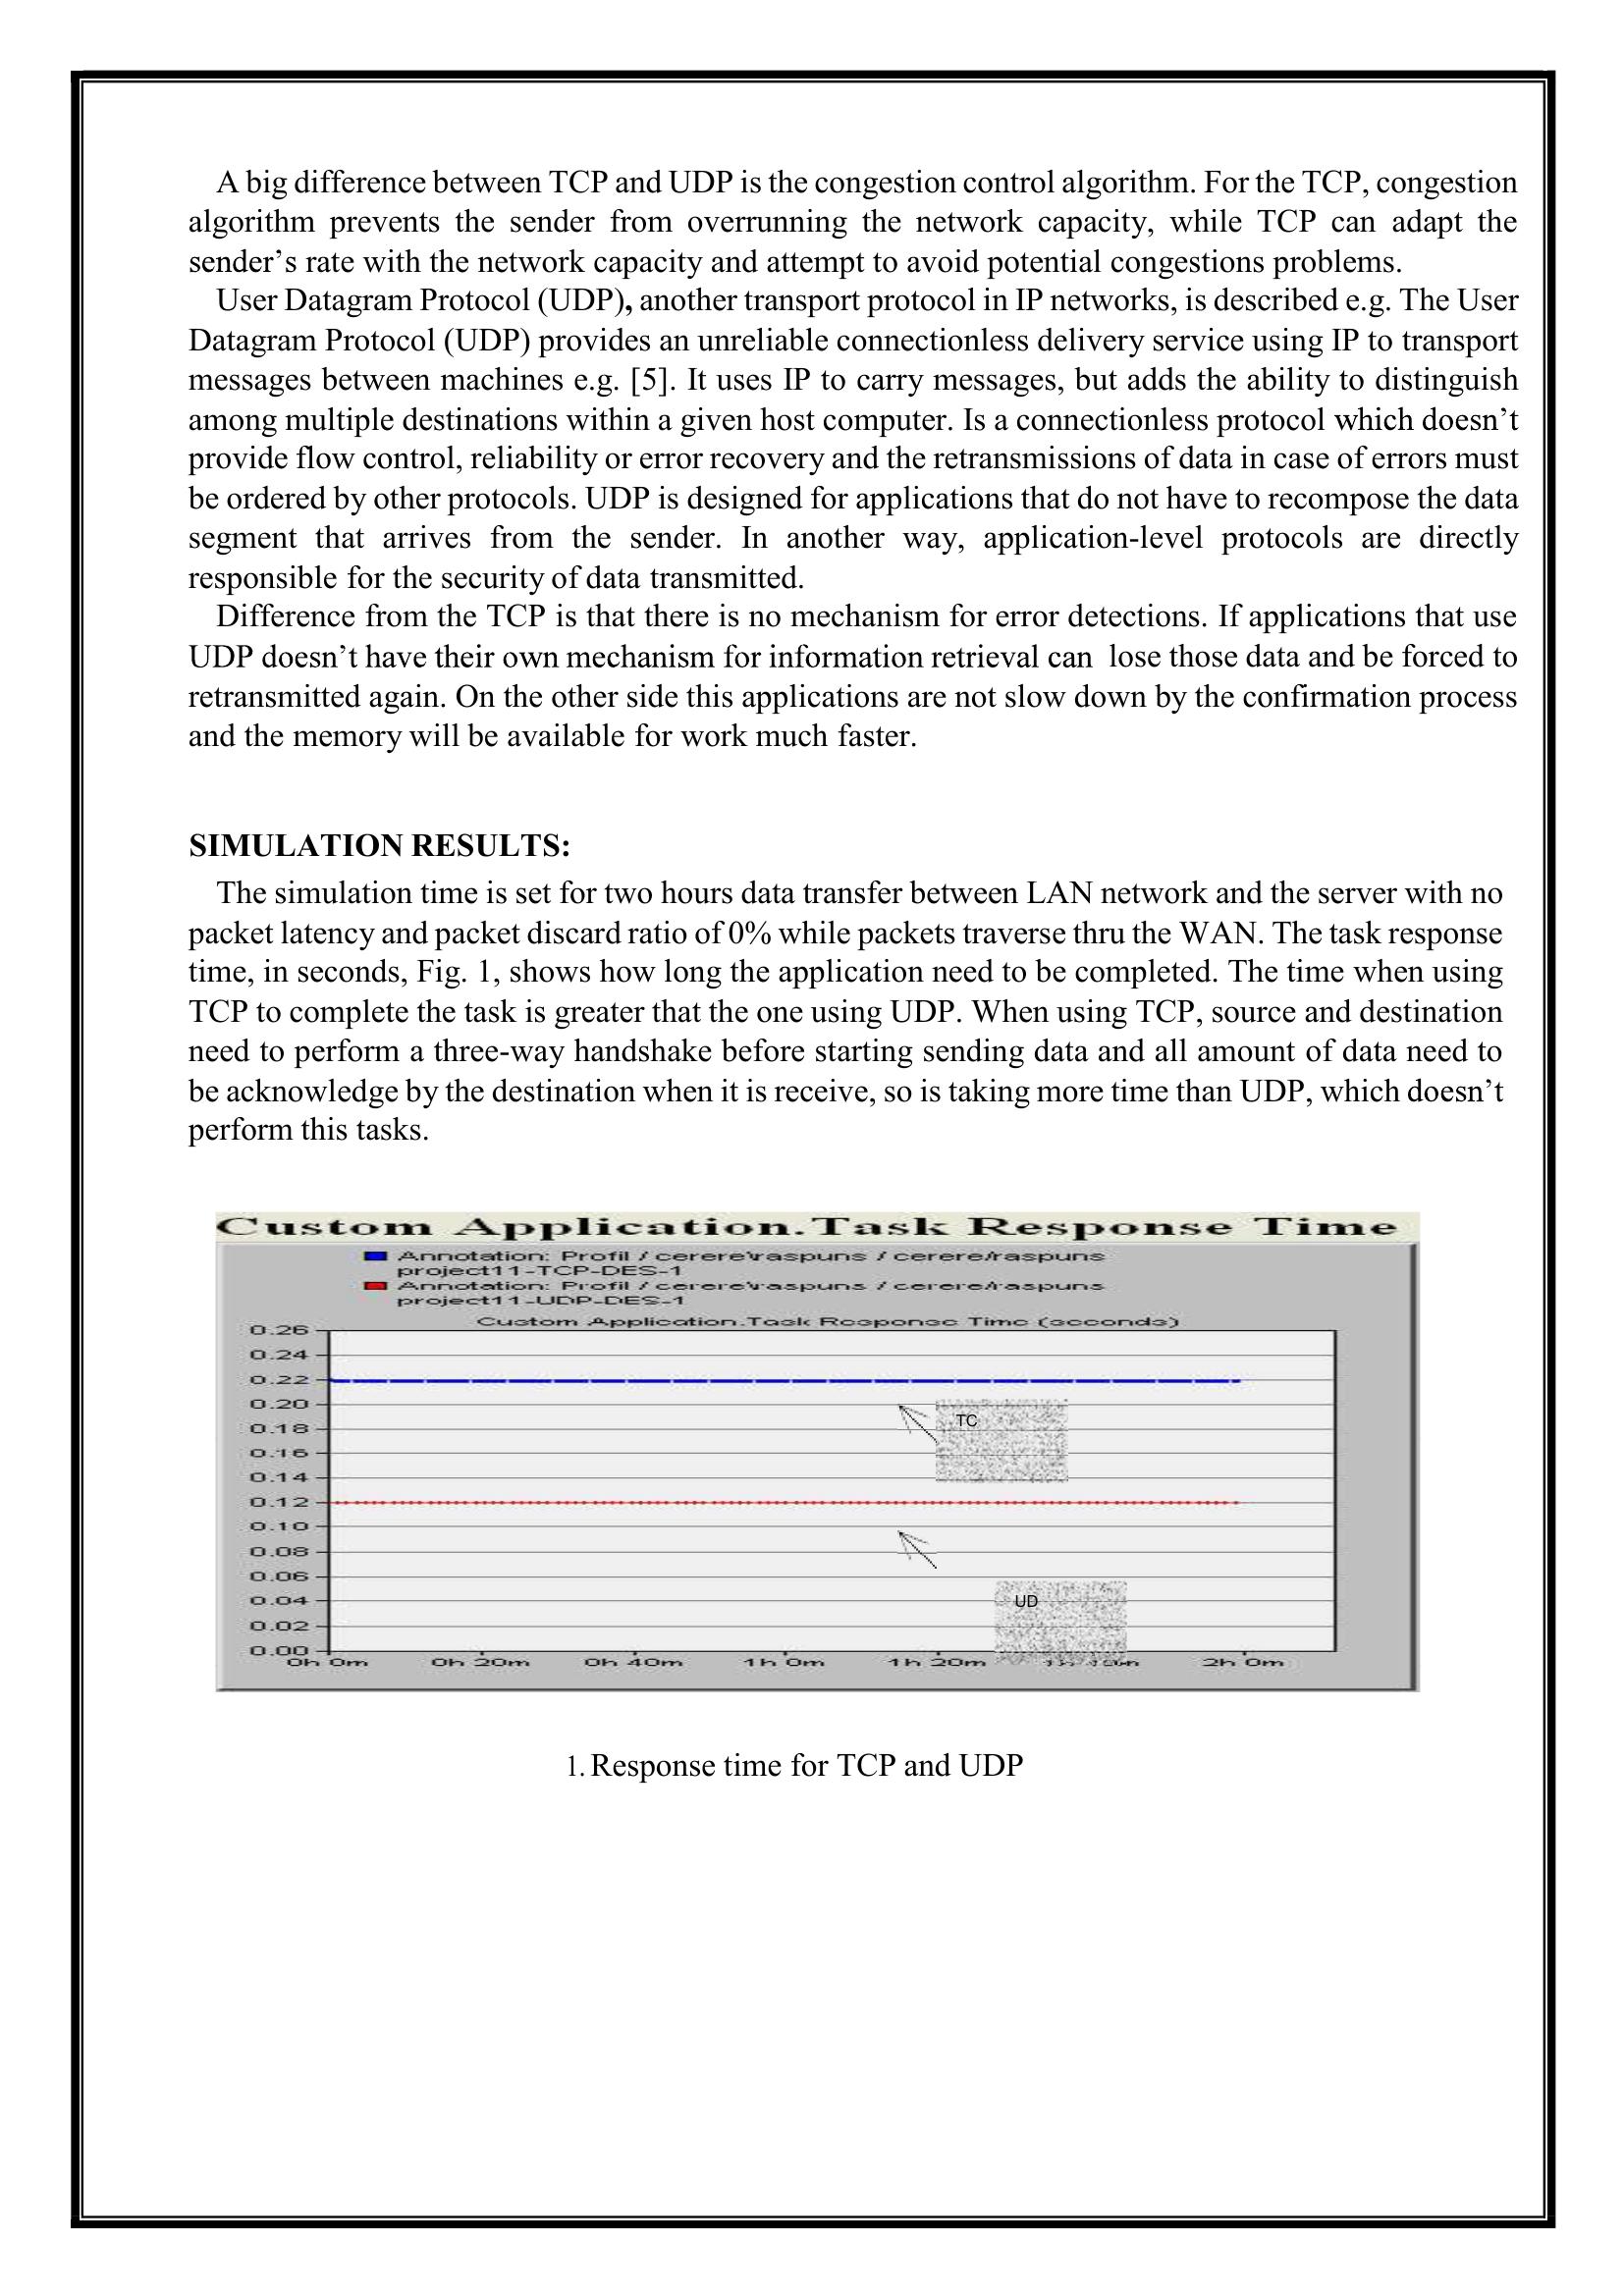 A big difference between TCP and UDP is the congestion control algorithm. For the TCP, congestion
algorithm prevents the sender from overrunning the network capacity, while TCP can adapt the
sender’s rate with the network capacity and attempt to avoid potential congestions problems.
User Datagram Protocol (UDP), another transport protocol in IP networks, is described e.g. The User
Datagram Protocol (UDP) provides an unreliable connectionless delivery service using IP to transport
messages between machines e.g. [5]. It uses IP to carry messages, but adds the ability to distinguish
among multiple destinations within a given host computer. Is a connectionless protocol which doesn’t
provide flow control, reliability or error recovery and the retransmissions of data in case of errors must
be ordered by other protocols. UDP is designed for applications that do not have to recompose the data
segment that arrives from the sender. In another way, application-level protocols are directly
responsible for the security of data transmitted.
Difference from the TCP is that there is no mechanism for error detections. If applications that use
UDP doesn’t have their own mechanism for information retrieval can lose those data and be forced to
retransmitted again. On the other side this applications are not slow down by the confirmation process
and the memory will be available for work much faster.
SIMULATION RESULTS:
The simulation time is set for two hours data transfer between LAN network and the server with no
packet latency and packet discard ratio of 0% while packets traverse thru the WAN. The task response
time, in seconds, Fig. 1, shows how long the application need to be completed. The time when using
TCP to complete the task is greater that the one using UDP. When using TCP, source and destination
need to perform a three-way handshake before starting sending data and all amount of data need to
be acknowledge by the destination when it is receive, so is taking more time than UDP, which doesn’t
perform this tasks.
Custom Application.Task Response Time
Annotation: Profil / cerere\raspuns / cerere/raspuns
project11-TCP-DES-1
Annotation: Profil / cerere\raspuns / cerere/raspuns
project11-UDP-DES-1
Custom Application.Task Response Time (seconds)
0.26
0.24
0.22
0.20
0.18
0.16
0.14
0.12
0.10
0.08
0.06
0.04
0.02
0.00
TC
UD
0h 0m 0h 20m 0h 40m 1h 0m 1h 20m 2h 0m
1. Response time for TCP and UDP